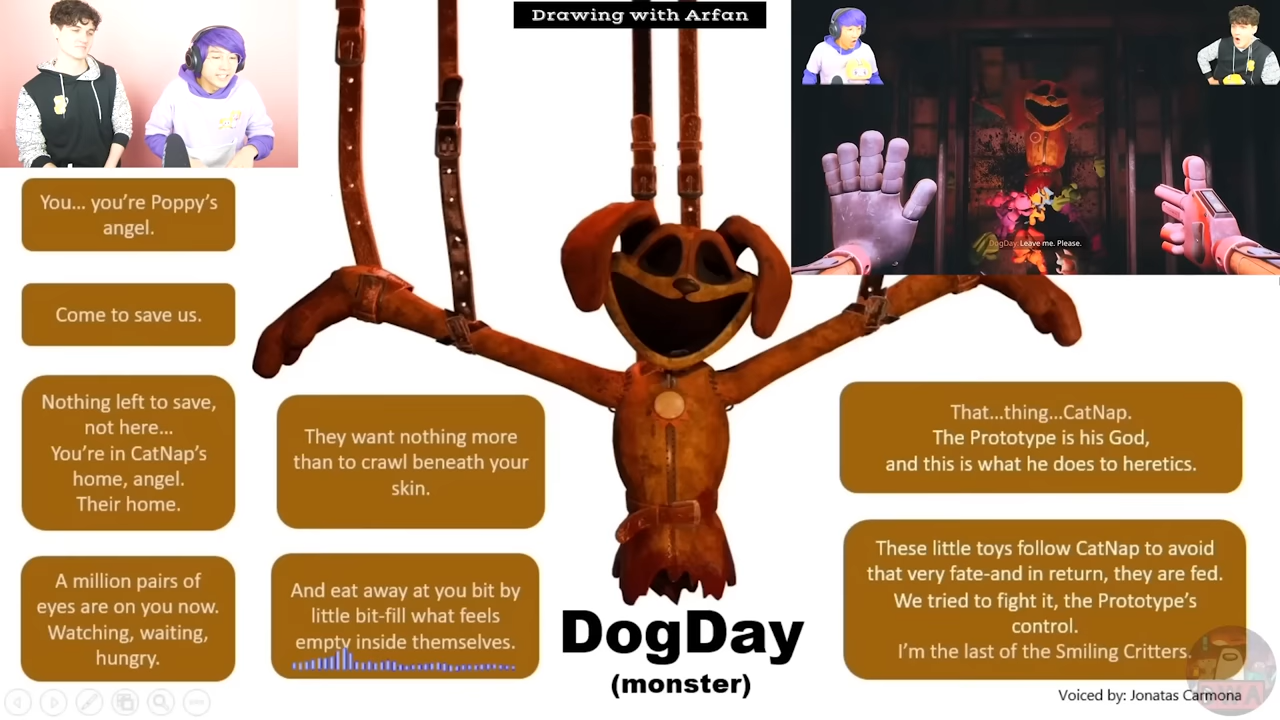 Drawing with Arfan
You... you're Poppy's
angel.
Come to save us.
Nothing left to save,
not here...
You're in CatNap's
home, angel.
Their home.
A million pairs of
eyes are on you now.
Watching, waiting,
hungry.
They want nothing more
than to crawl beneath your
skin.
And eat away at you bit by
little bit-fill what feels
empty inside themselves.
DogDay: Leave me. Please.
That...thing...CatNap.
The Prototype is his God,
and this is what he does to heretics.
These little toys follow CatNap to avoid
that very fate-and in return, they are fed.
We tried to fight it, the Prototype's
control.
I'm the last of the Smiling Critters.
DogDay
(monster)
Voiced by: Jonatas Carmona
DWA